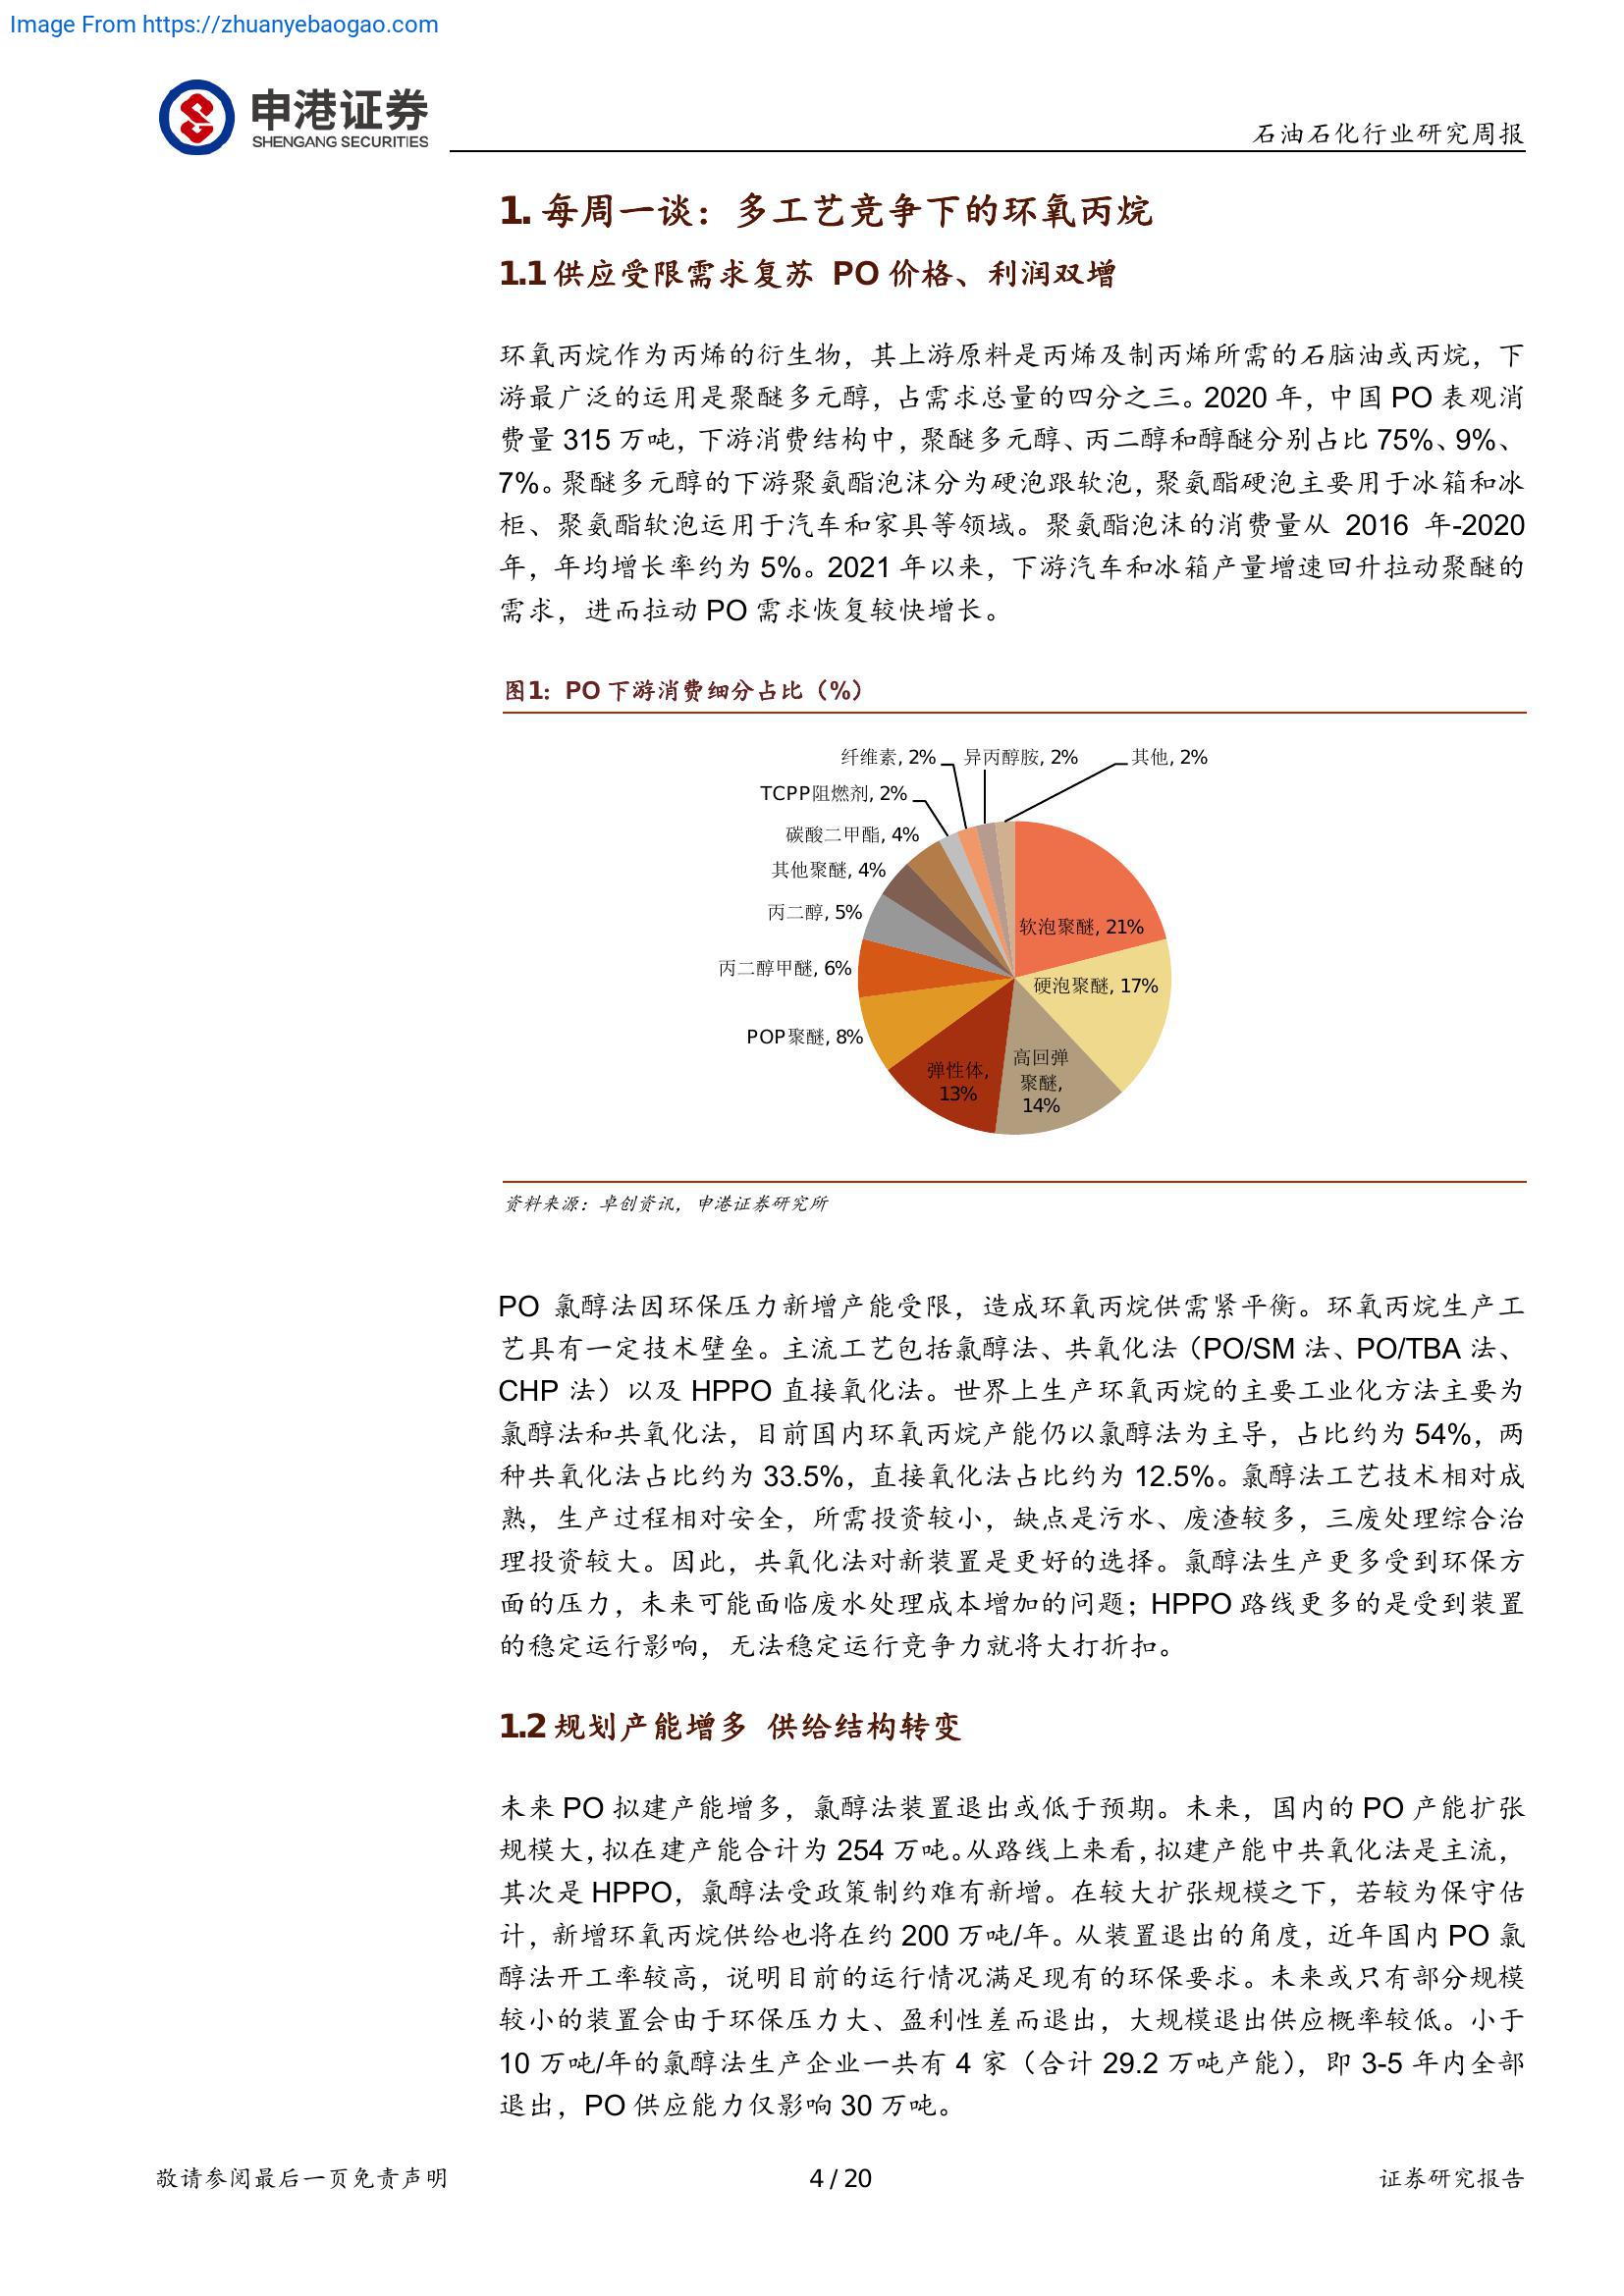 Image From https://zhuanyebaogao.com
申港证券
SHENGANG SECURITIES
石油石化行业研究周报
1. 每周一谈：多工艺竞争下的环氧丙烷
1.1 供应受限需求复苏 PO 价格、利润双增
环氧丙烷作为丙烯的衍生物，其上游原料是丙烯及制丙烯所需的石脑油或丙烷，下
游最广泛的运用是聚醚多元醇，占需求总量的四分之三。2020 年，中国 PO 表观消
费量 315 万吨，下游消费结构中，聚醚多元醇、丙二醇和醇醚分别占比 75%、9%、
7%。聚醚多元醇的下游聚氨酯泡沫分为硬泡跟软泡，聚氨酯硬泡主要用于冰箱和冰
柜、聚氨酯软泡运用于汽车和家具等领域。聚氨酯泡沫的消费量从 2016 年-2020
年，年均增长率约为 5%。2021 年以来，下游汽车和冰箱产量增速回升拉动聚醚的
需求，进而拉动 PO 需求恢复较快增长。
图1：PO 下游消费细分占比（%）
纤维素, 2%
异丙醇胺, 2%
其他, 2%
TCPP阻燃剂, 2%
碳酸二甲酯, 4%
其他聚醚, 4%
丙二醇, 5%
软泡聚醚, 21%
丙二醇甲醚, 6%
硬泡聚醚, 17%
POP聚醚, 8%
高回弹
聚醚,
14%
弹性体,
13%
资料来源：卓创资讯，申港证券研究所
PO 氯醇法因环保压力新增产能受限，造成环氧丙烷供需紧平衡。环氧丙烷生产工
艺具有一定技术壁垒。主流工艺包括氯醇法、共氧化法（PO/SM 法、PO/TBA 法、
CHP 法）以及 HPPO 直接氧化法。世界上生产环氧丙烷的主要工业化方法主要为
氯醇法和共氧化法，目前国内环氧丙烷产能仍以氯醇法为主导，占比约为 54%，两
种共氧化法占比约为 33.5%，直接氧化法占比约为 12.5%。氯醇法工艺技术相对成
熟，生产过程相对安全，所需投资较小，缺点是污水、废渣较多，三废处理综合治
理投资较大。因此，共氧化法对新装置是更好的选择。氯醇法生产更多受到环保方
面的压力，未来可能面临废水处理成本增加的问题；HPPO 路线更多的是受到装置
的稳定运行影响，无法稳定运行竞争力就将大打折扣。
1.2 规划产能增多 供给结构转变
未来 PO 拟建产能增多，氯醇法装置退出或低于预期。未来，国内的 PO 产能扩张
规模大，拟在建产能合计为 254 万吨。从路线上来看，拟建产能中共氧化法是主流，
其次是 HPPO，氯醇法受政策制约难有新增。在较大扩张规模之下，若较为保守估
计，新增环氧丙烷供给也将在约 200 万吨/年。从装置退出的角度，近年国内 PO 氯
醇法开工率较高，说明目前的运行情况满足现有的环保要求。未来或只有部分规模
较小的装置会由于环保压力大、盈利性差而退出，大规模退出供应概率较低。小于
10 万吨/年的氯醇法生产企业一共有 4 家（合计 29.2 万吨产能），即 3-5 年内全部
退出，PO 供应能力仅影响 30 万吨。
敬请参阅最后一页免责声明
4 / 20
证券研究报告